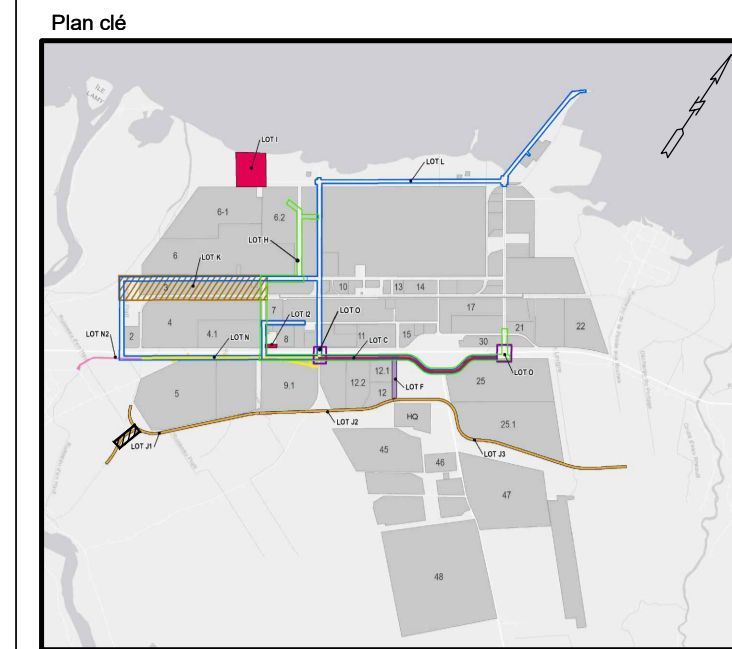 Plan clé
ÎLE
LAMY
LOT I
LOT L
6-1
6.2
LOT H
6
LOT K
3
10
13
14
7
LOT I2
LOT O
17
4
4.1
8
11
15
21
22
2
LOT N2
LOT N
LOT C
30
LOT O
12.1
12.2
LOT F
25
5
9.1
12
HQ
25.1
LOT J2
LOT J1
LOT J3
45
46
47
48